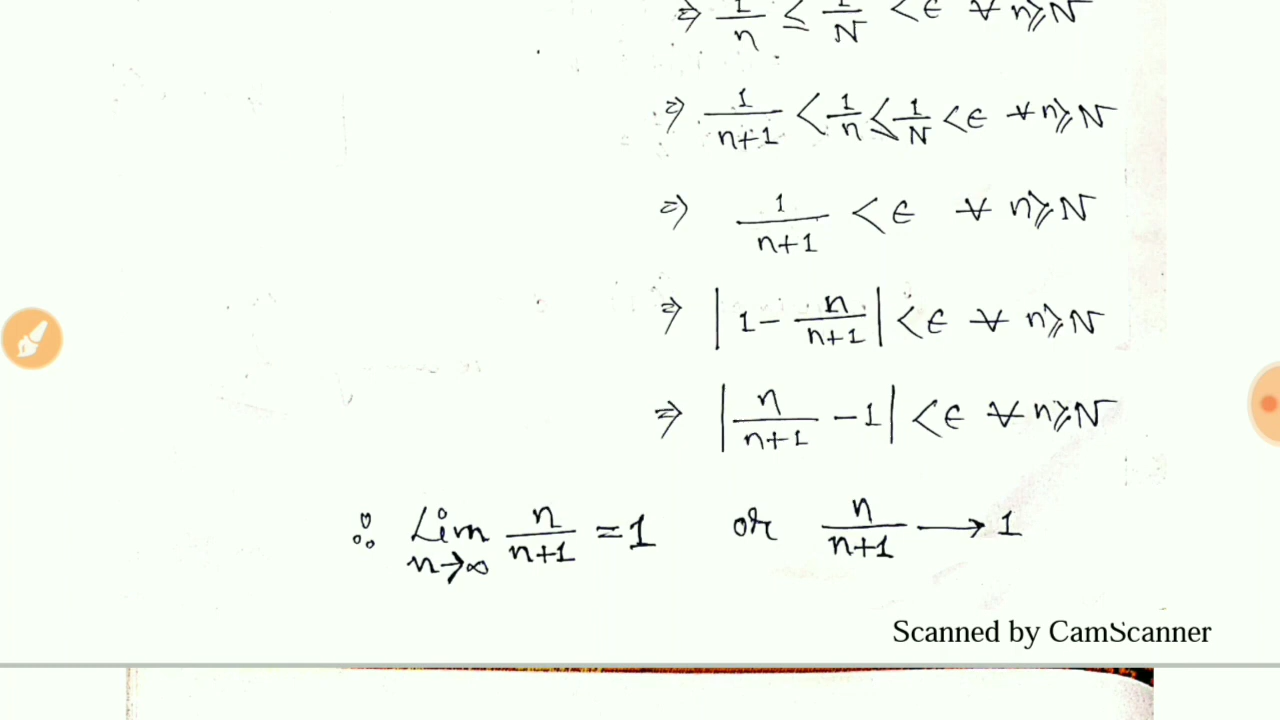 ⇒ 1/n ≤ 1/N < ϵ ∀ n ≥ N
⇒ 1/(n+1) < 1/n ≤ 1/N < ϵ ∀ n ≥ N
⇒ 1/(n+1) < ϵ ∀ n ≥ N
⇒ |1 − n/(n+1)| < ϵ ∀ n ≥ N
⇒ |n/(n+1) − 1| < ϵ ∀ n ≥ N
∴ Lim n→∞ n/(n+1) = 1 or n/(n+1) ⟶ 1
Scanned by CamScanner